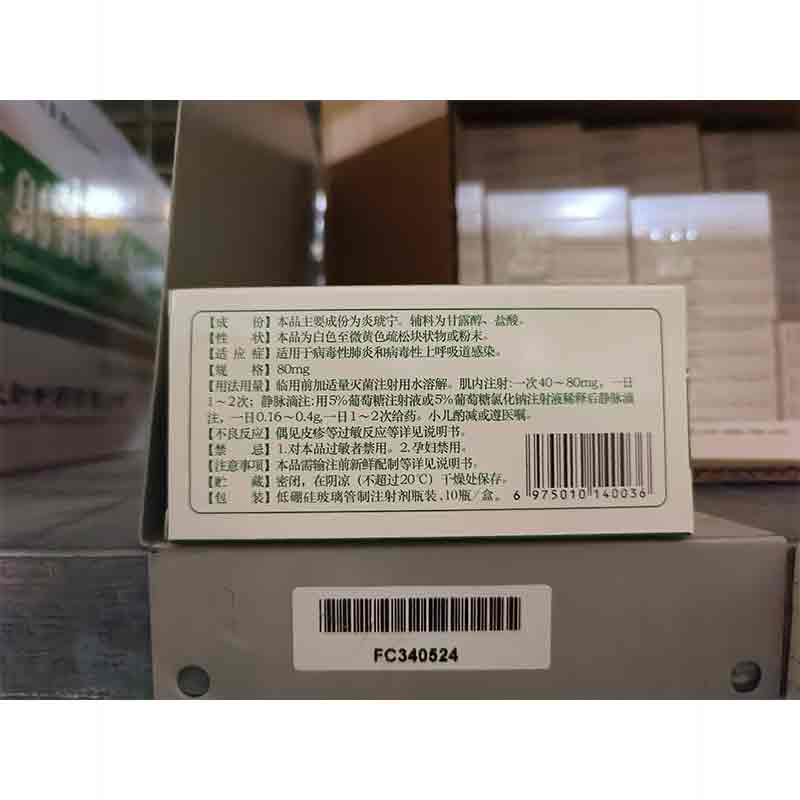 【成 份】本品主要成份为炎琥宁。辅料为甘露醇、盐酸。
【性 状】本品为白色至微黄色疏松块状物或粉末。
【适应症】适用于病毒性肺炎和病毒性上呼吸道感染。
【规 格】80mg
【用法用量】临用前加适量灭菌注射用水溶解。肌内注射:一次40~80mg,一日
1~2次;静脉滴注:用5%葡萄糖注射液或5%葡萄糖氯化钠注射液稀释后静脉滴
注,一日0.16~0.4g,一日1~2次给药。小儿酌减或遵医嘱。
【不良反应】偶见皮疹等过敏反应等详见说明书。
【禁 忌】1.对本品过敏者禁用。2.孕妇禁用。
【注意事项】本品需输注前新鲜配制等详见说明书。
【贮 藏】密闭,在阴凉(不超过20℃)干燥处保存。
【包 装】低硼硅玻璃管制注射剂瓶装,10瓶/盒。
6 975010 140036
FC340524